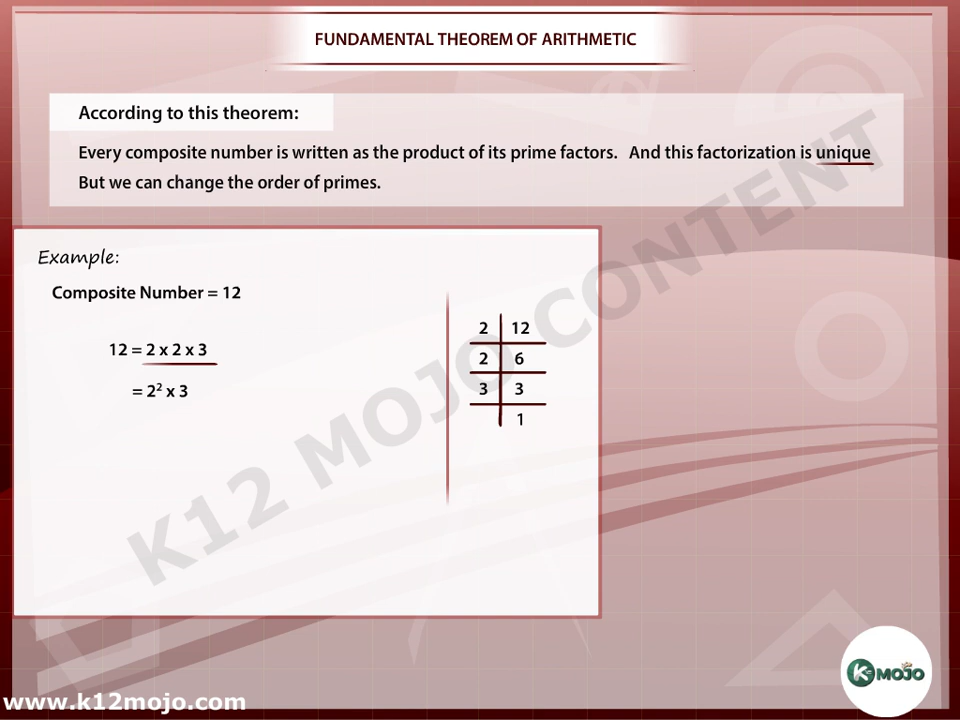 FUNDAMENTAL THEOREM OF ARITHMETIC
According to this theorem:
Every composite number is written as the product of its prime factors. And this factorization is unique
But we can change the order of primes.
Example:
Composite Number = 12
12 = 2 x 2 x 3
= 2² x 3
2 12
2 6
3 3
1
K12 MOJO CONTENT
www.k12mojo.com
K12 MOJO